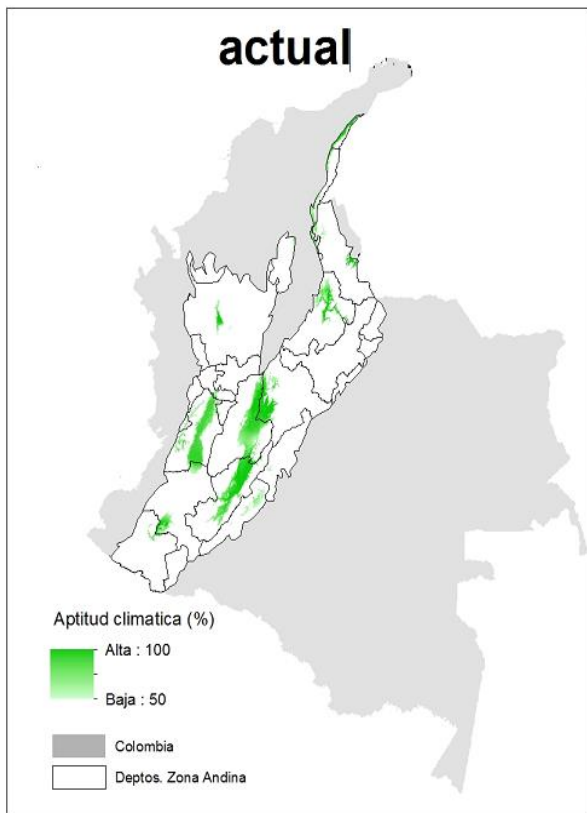 actual
Aptitud climatica (%)
Alta : 100
Baja : 50
Colombia
Deptos. Zona Andina